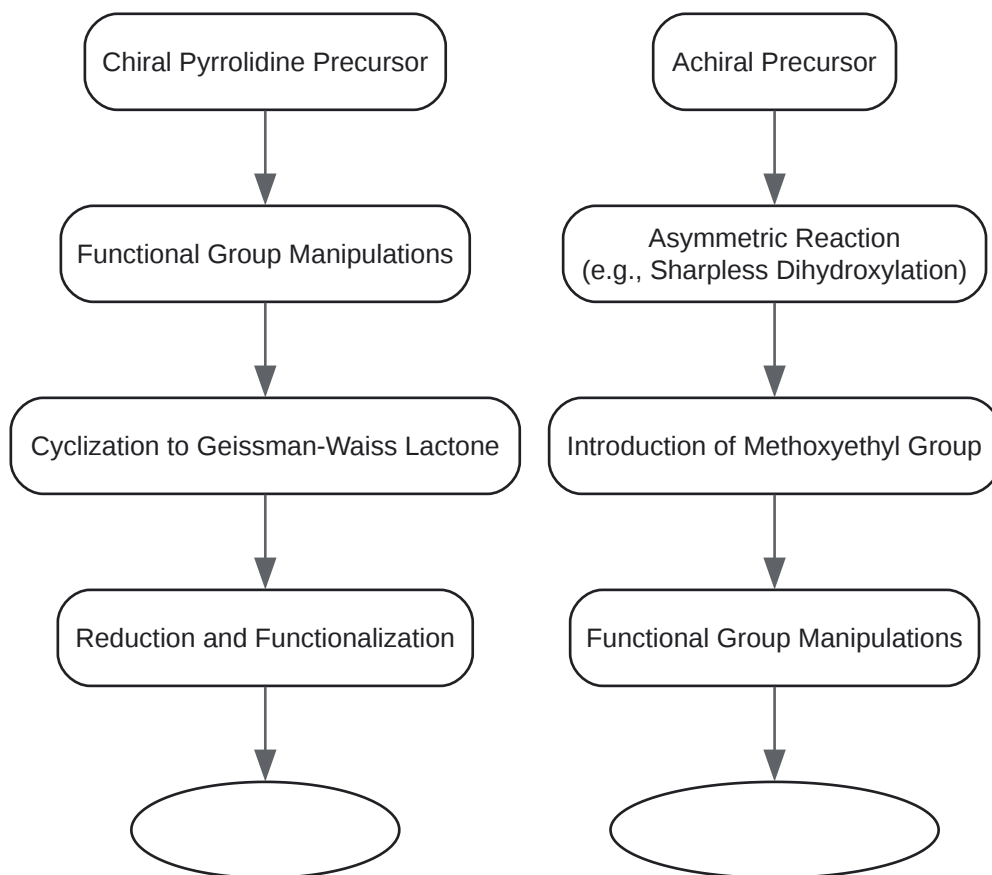 Chiral Pyrrolidine Precursor
Functional Group Manipulations
Cyclization to Geissman-Waiss Lactone
Reduction and Functionalization
Achiral Precursor
Asymmetric Reaction
(e.g., Sharpless Dihydroxylation)
Introduction of Methoxyethyl Group
Functional Group Manipulations